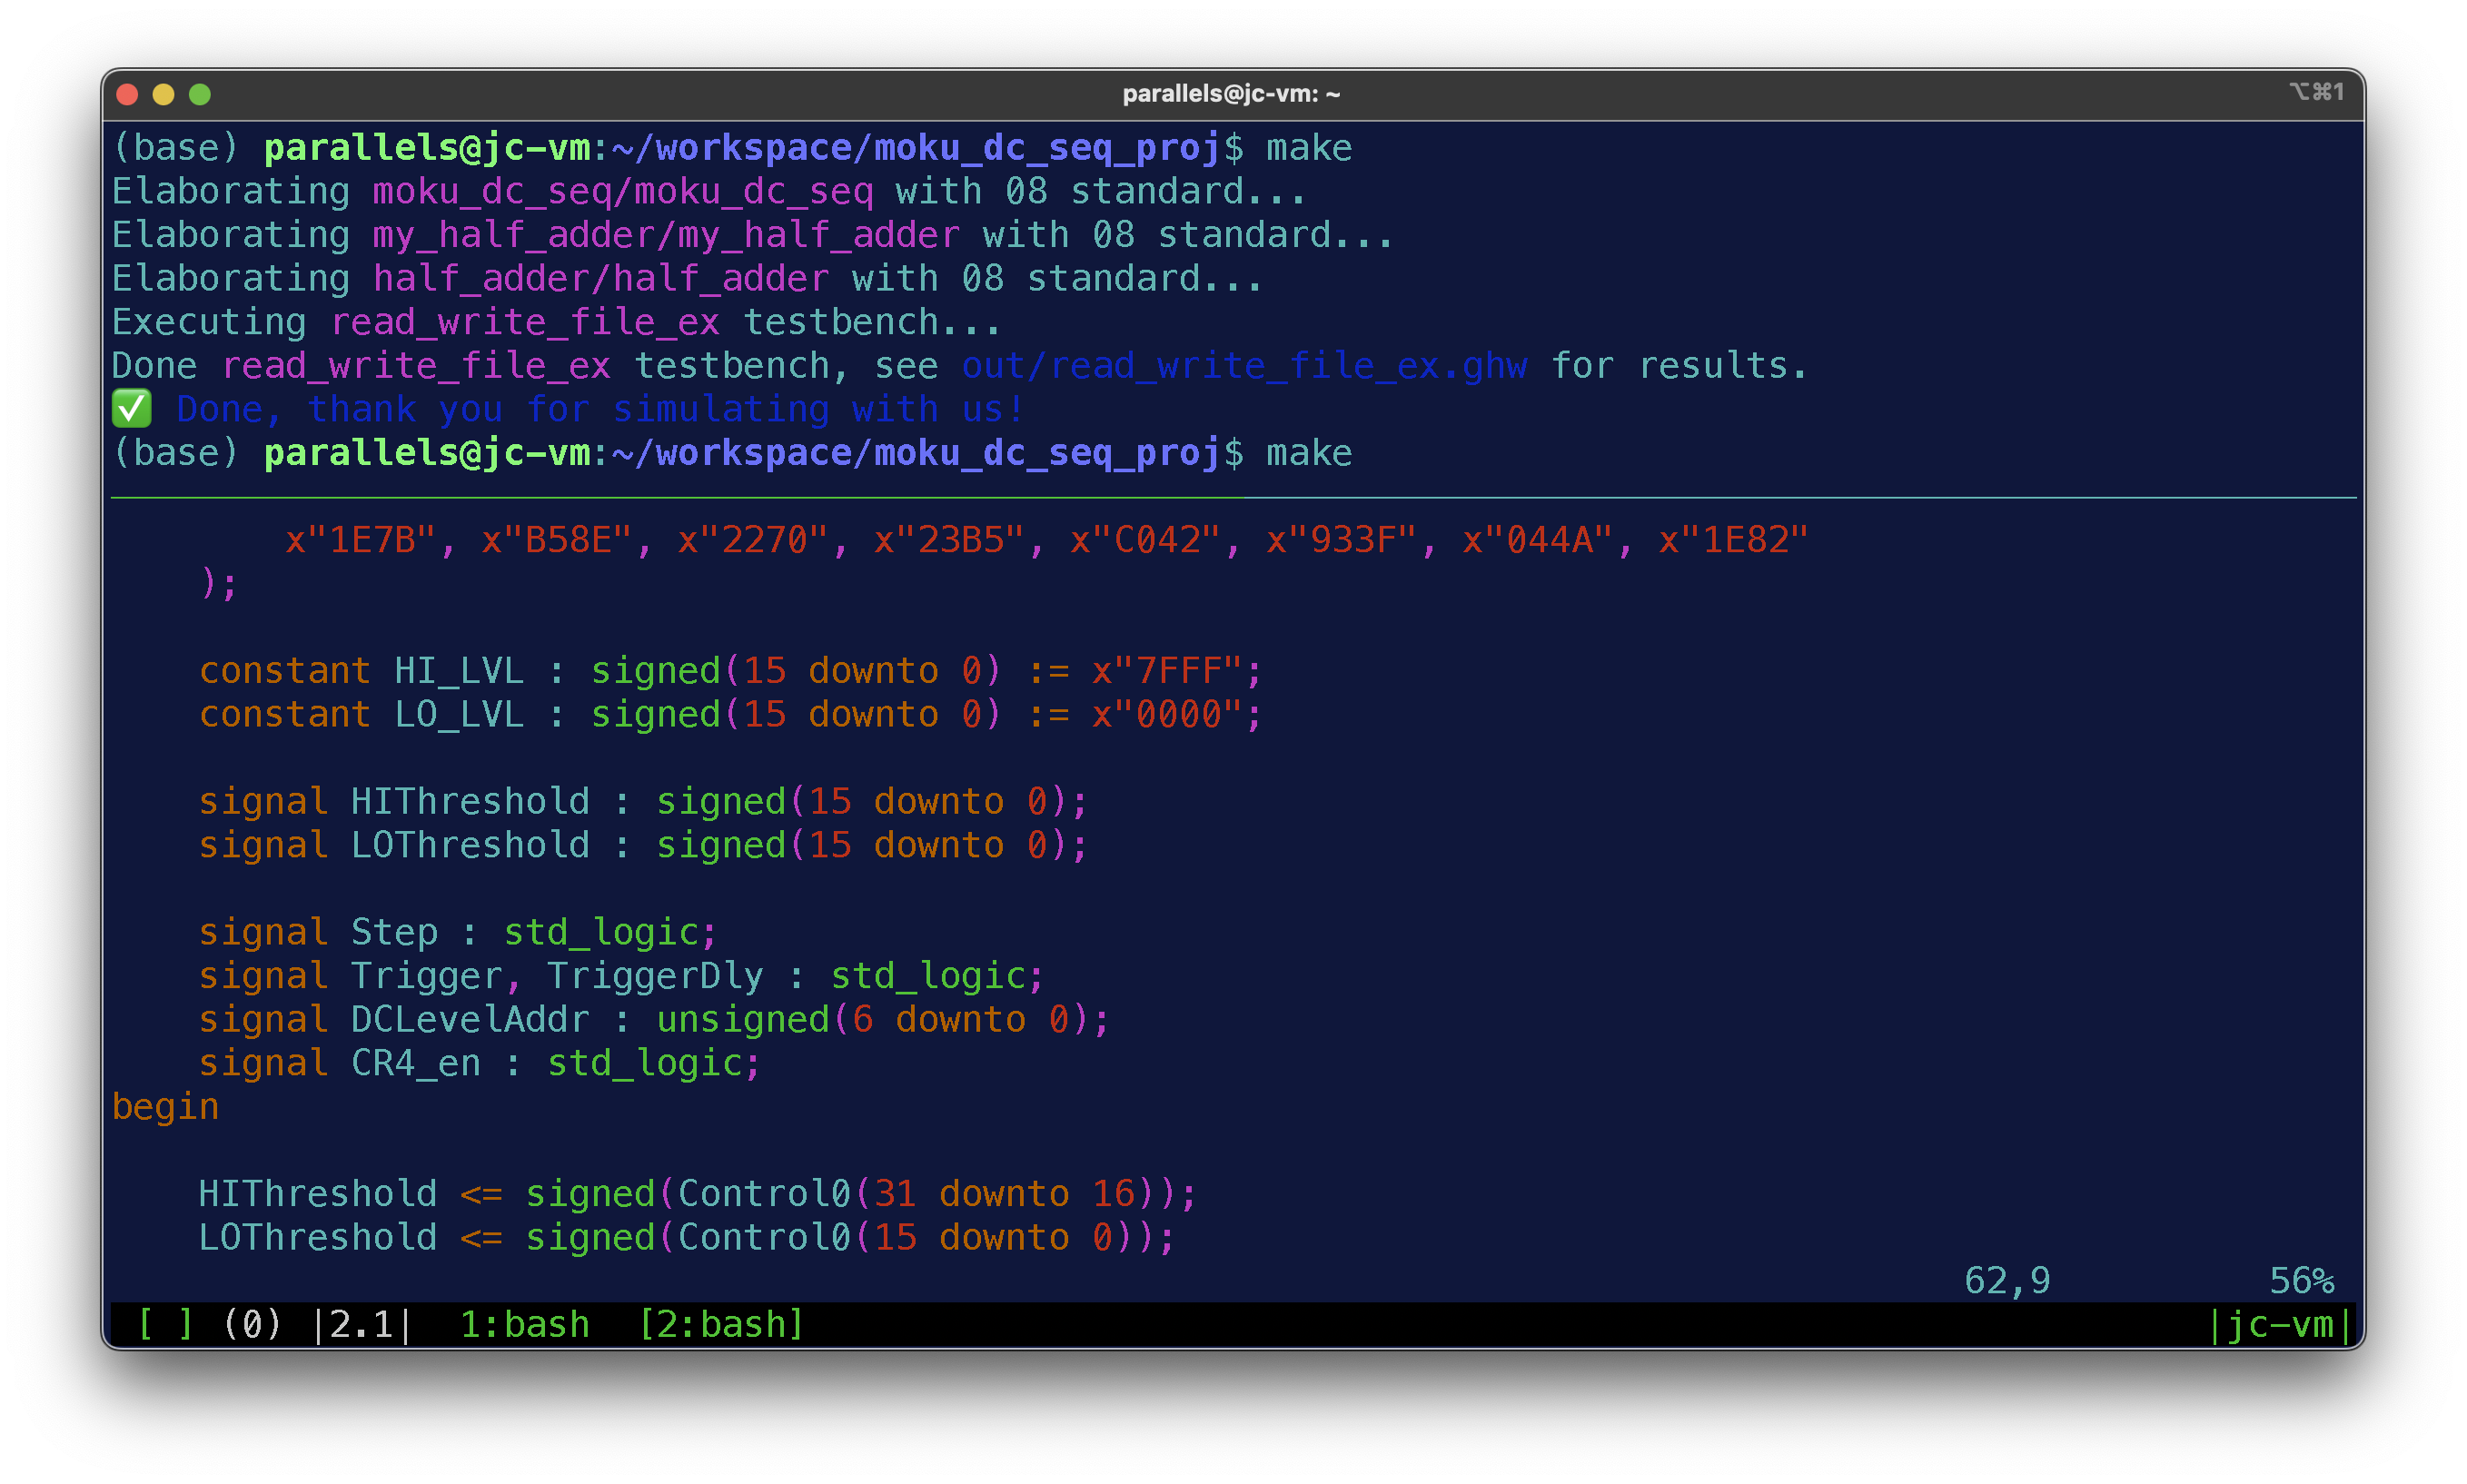 parallels@jc-vm: ~
⌥⌘1
(base) parallels@jc-vm:~/workspace/moku_dc_seq_proj$ make
Elaborating moku_dc_seq/moku_dc_seq with 08 standard...
Elaborating my_half_adder/my_half_adder with 08 standard...
Elaborating half_adder/half_adder with 08 standard...
Executing read_write_file_ex testbench...
Done read_write_file_ex testbench, see out/read_write_file_ex.ghw for results.
✅ Done, thank you for simulating with us!
(base) parallels@jc-vm:~/workspace/moku_dc_seq_proj$ make
x"1E7B", x"B58E", x"2270", x"23B5", x"C042", x"933F", x"044A", x"1E82"
);
constant HI_LVL : signed(15 downto 0) := x"7FFF";
constant LO_LVL : signed(15 downto 0) := x"0000";
signal HIThreshold : signed(15 downto 0);
signal LOThreshold : signed(15 downto 0);
signal Step : std_logic;
signal Trigger, TriggerDly : std_logic;
signal DCLevelAddr : unsigned(6 downto 0);
signal CR4_en : std_logic;
begin
HIThreshold <= signed(Control0(31 downto 16));
LOThreshold <= signed(Control0(15 downto 0));
62,9 56%
[ ] (0) |2.1| 1:bash [2:bash] |jc-vm|